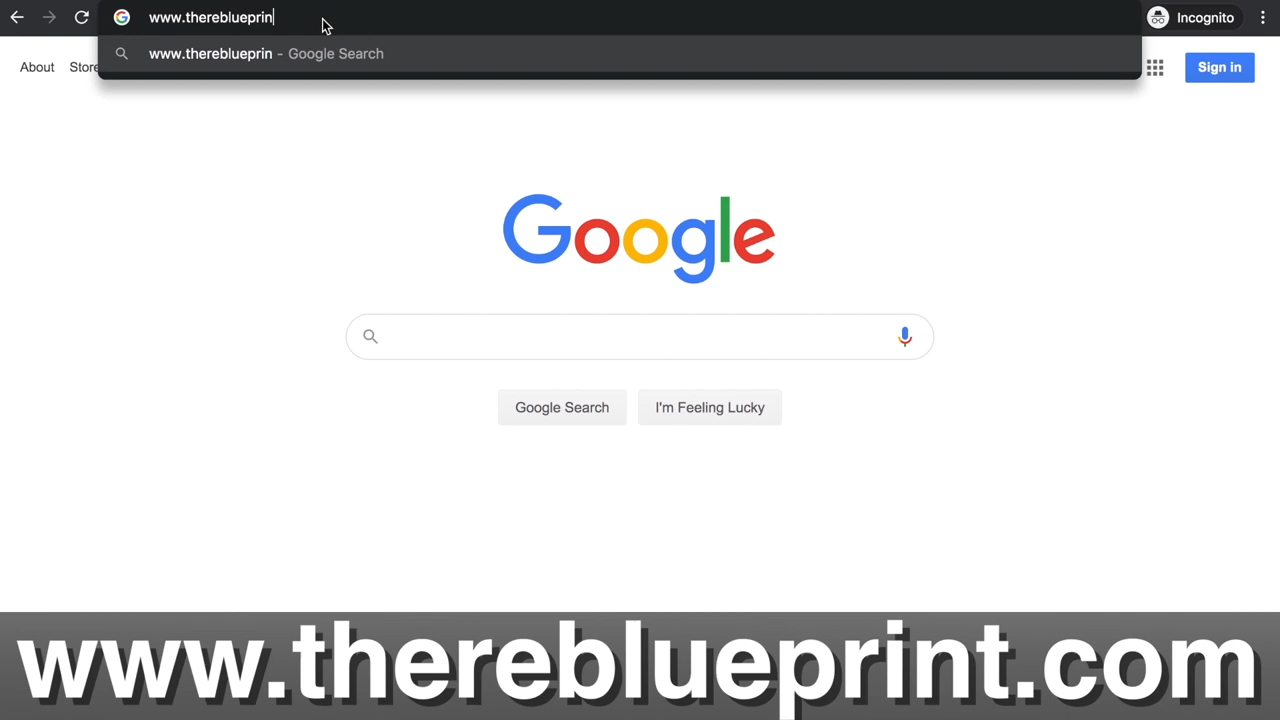 www.thereblueprin
Incognito
www.thereblueprin - Google Search
About Store
Sign in
Google
Google Search I'm Feeling Lucky
www.thereblueprint.com